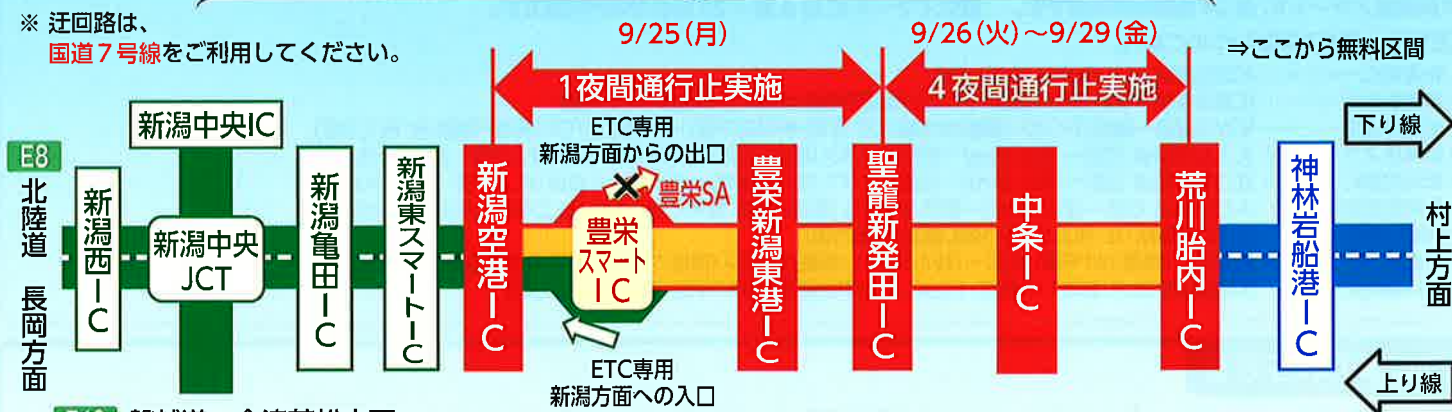 ※ 迂回路は、
国道7号線をご利用してください。
9/25(月)
9/26(火)～9/29(金)
⇒ここから無料区間
1夜間通行止実施
4夜間通行止実施
下り線
新潟中央IC
ETC専用
新潟方面からの出口
E8
北陸道 長岡方面
新潟西IC
新潟中央
JCT
新潟亀田IC
新潟東スマートIC
新潟空港IC
豊栄SA
豊栄
スマート
IC
豊栄新潟東港IC
聖籠新発田IC
中条IC
荒川胎内IC
神林岩船港IC
村上方面
ETC専用
新潟方面への入口
上り線